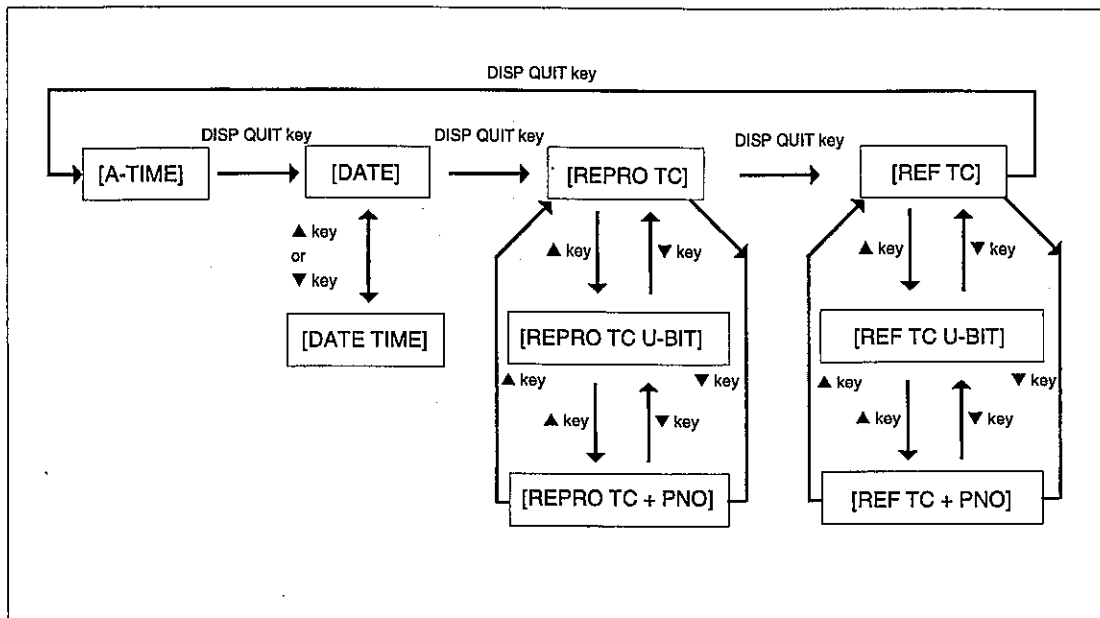 DISP QUIT key
DISP QUIT key
DISP QUIT key
DISP QUIT key
[A-TIME]
[DATE]
[REPRO TC]
[REF TC]
▲ key
or
▼ key
▲ key
▼ key
▲ key
▼ key
[DATE TIME]
[REPRO TC U-BIT]
[REF TC U-BIT]
▲ key
▼ key
▲ key
▼ key
▲ key
▼ key
▲ key
▼ key
[REPRO TC + PNO]
[REF TC + PNO]